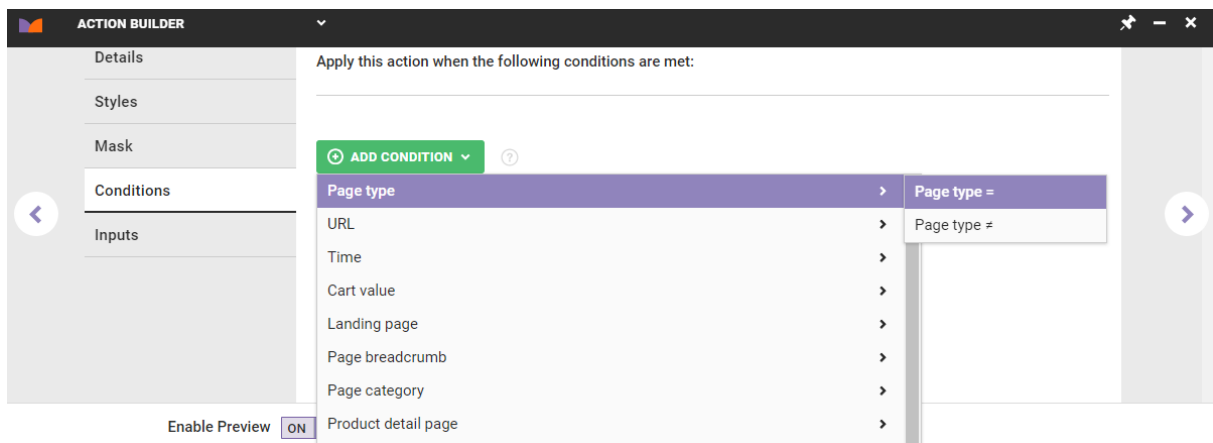 ACTION BUILDER
Details
Styles
Mask
Conditions
Inputs
Apply this action when the following conditions are met:
ADD CONDITION
?
Page type
Page type =
Page type ≠
URL
Time
Cart value
Landing page
Page breadcrumb
Page category
Product detail page
Enable Preview ON